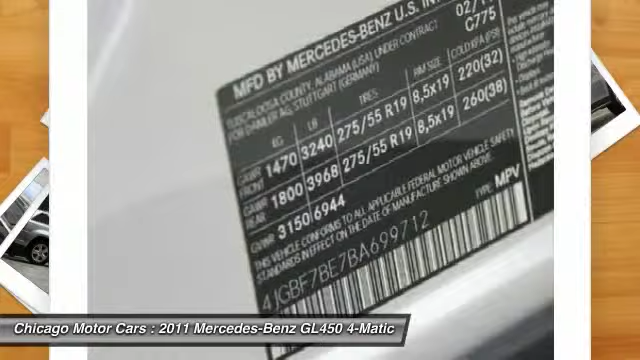 MFD BY MERCEDES-BENZ U.S. IN
TUSCALOOSA COUNTY, ALABAMA (USA) UNDER CONTRACT
FOR DAIMLER AG, STUTTGART (GERMANY)
02/1
C775
KG LB TIRES RIM SIZE COLD KPA (PSI)
GAWR FRONT 1470 3240 275/55 R19 8,5x19 220(32)
GAWR REAR 1800 3968 275/55 R19 8,5x19 260(38)
GVWR 3150 6944
THIS VEHICLE CONFORMS TO ALL APPLICABLE FEDERAL MOTOR VEHICLE SAFETY
STANDARDS IN EFFECT ON THE DATE OF MANUFACTURE SHOWN ABOVE.
4JGBF7BE7BA699712 TYPE: MPV
Chicago Motor Cars : 2011 Mercedes-Benz GL450 4-Matic